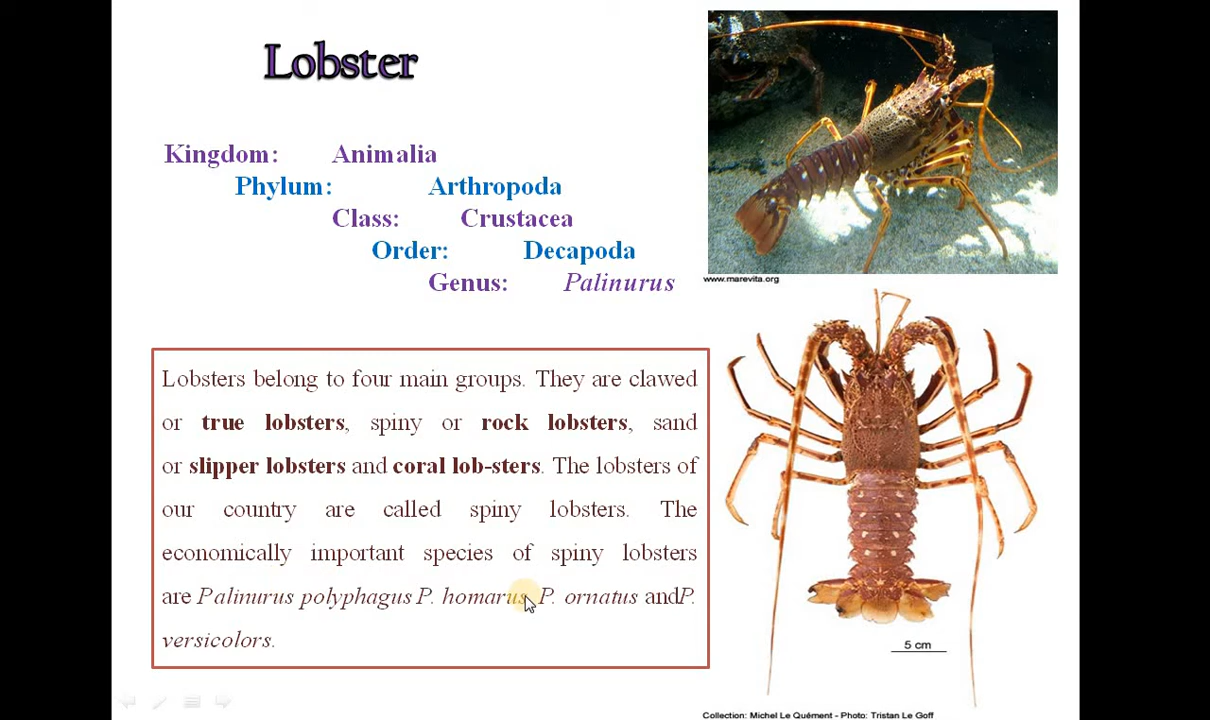 Lobster
Kingdom: Animalia
Phylum: Arthropoda
Class: Crustacea
Order: Decapoda
Genus: Palinurus
Lobsters belong to four main groups. They are clawed
or true lobsters, spiny or rock lobsters, sand
or slipper lobsters and coral lob-sters. The lobsters of
our country are called spiny lobsters. The
economically important species of spiny lobsters
are Palinurus polyphagus P. homarus, P. ornatus andP.
versicolors.
www.marevita.org
5 cm
Collection: Michel Le Quément - Photo: Tristan Le Goff